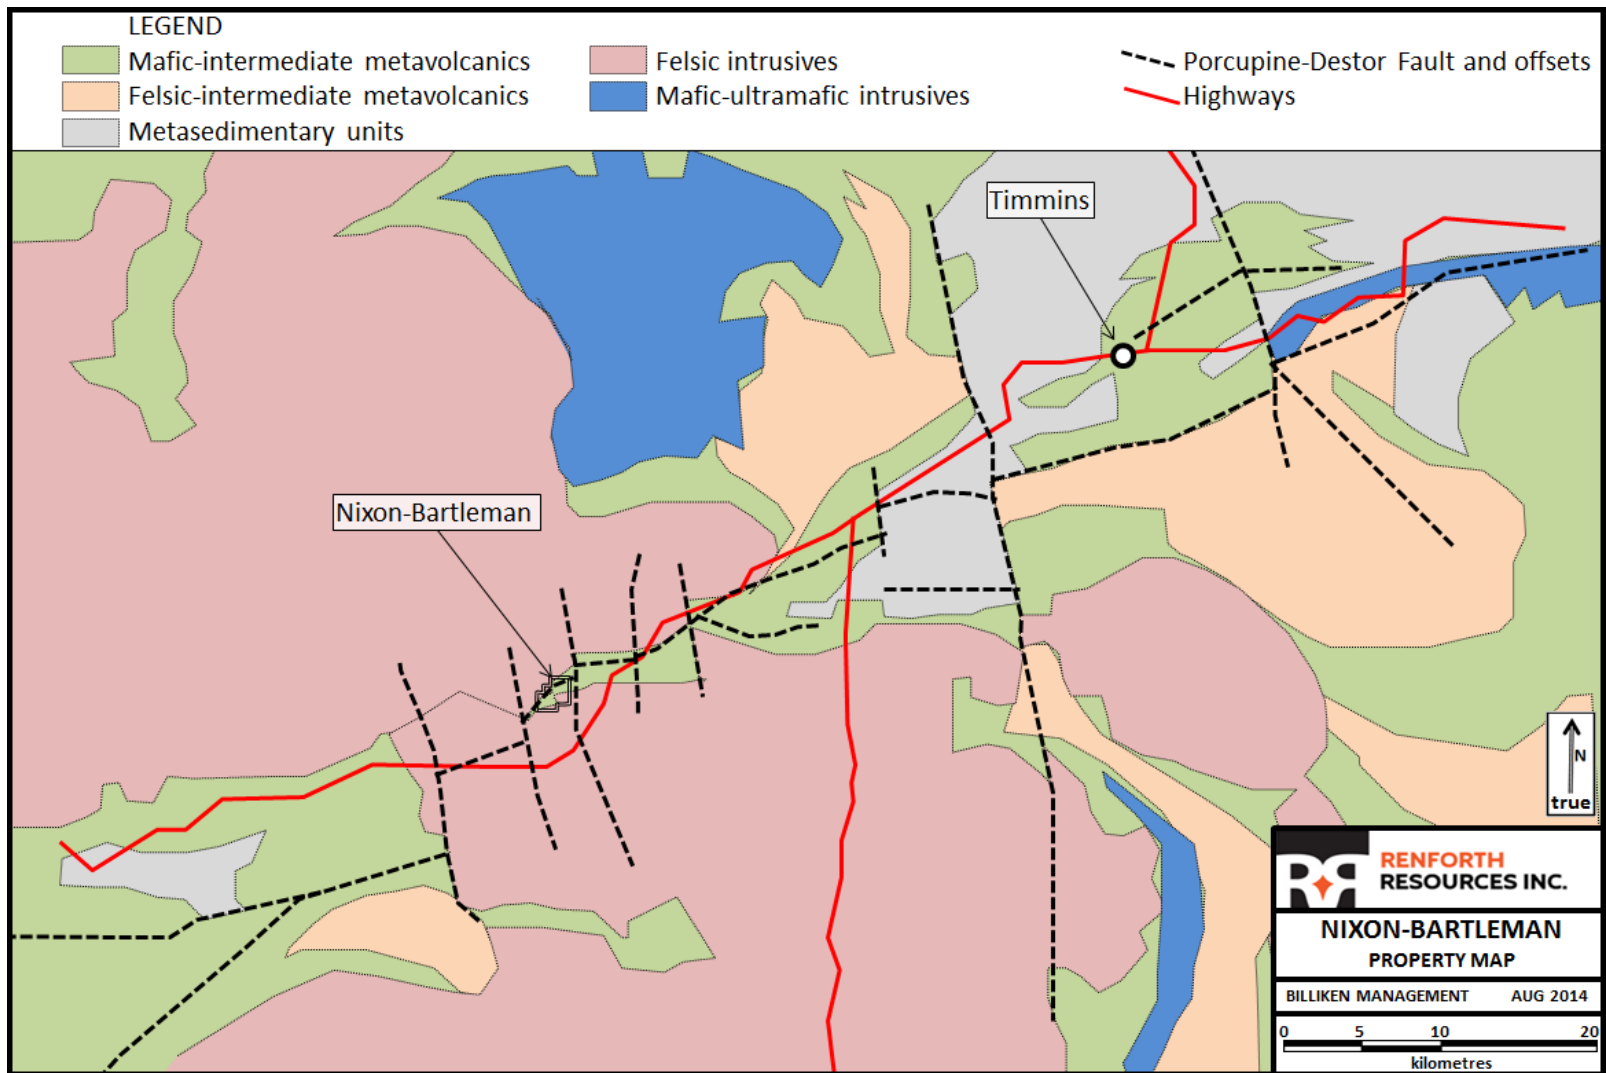 LEGEND
Mafic-intermediate metavolcanics
Felsic-intermediate metavolcanics
Metasedimentary units
Felsic intrusives
Mafic-ultramafic intrusives
Porcupine-Destor Fault and offsets
Highways
Timmins
Nixon-Bartleman
N
true
RENFORTH
RESOURCES INC.
NIXON-BARTLEMAN
PROPERTY MAP
BILLIKEN MANAGEMENT AUG 2014
0 5 10 20
kilometres